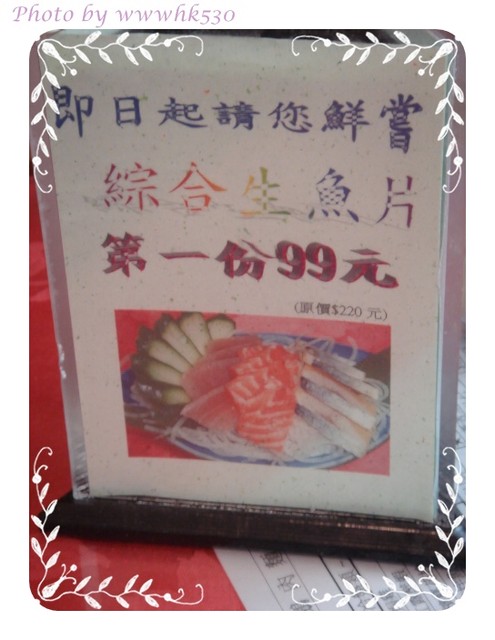 Photo by wwwhk530
即日起請您鮮嘗
綜合生魚片
第一份99元
(原價$220元)